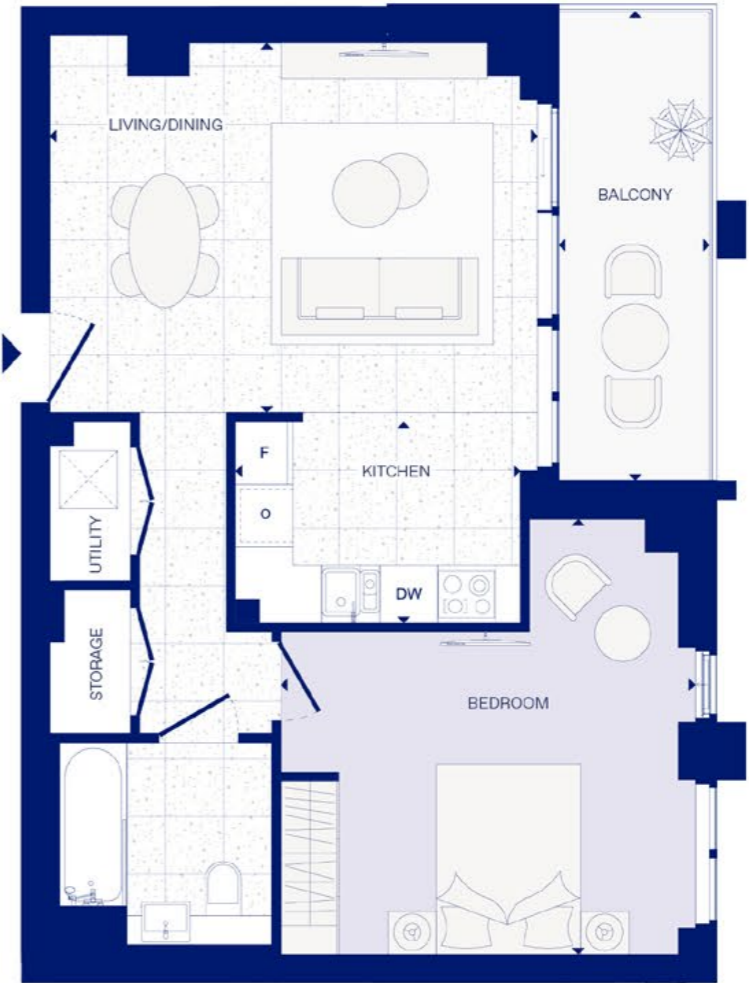 LIVING/DINING
BALCONY
F
KITCHEN
O
UTILITY
DW
STORAGE
BEDROOM